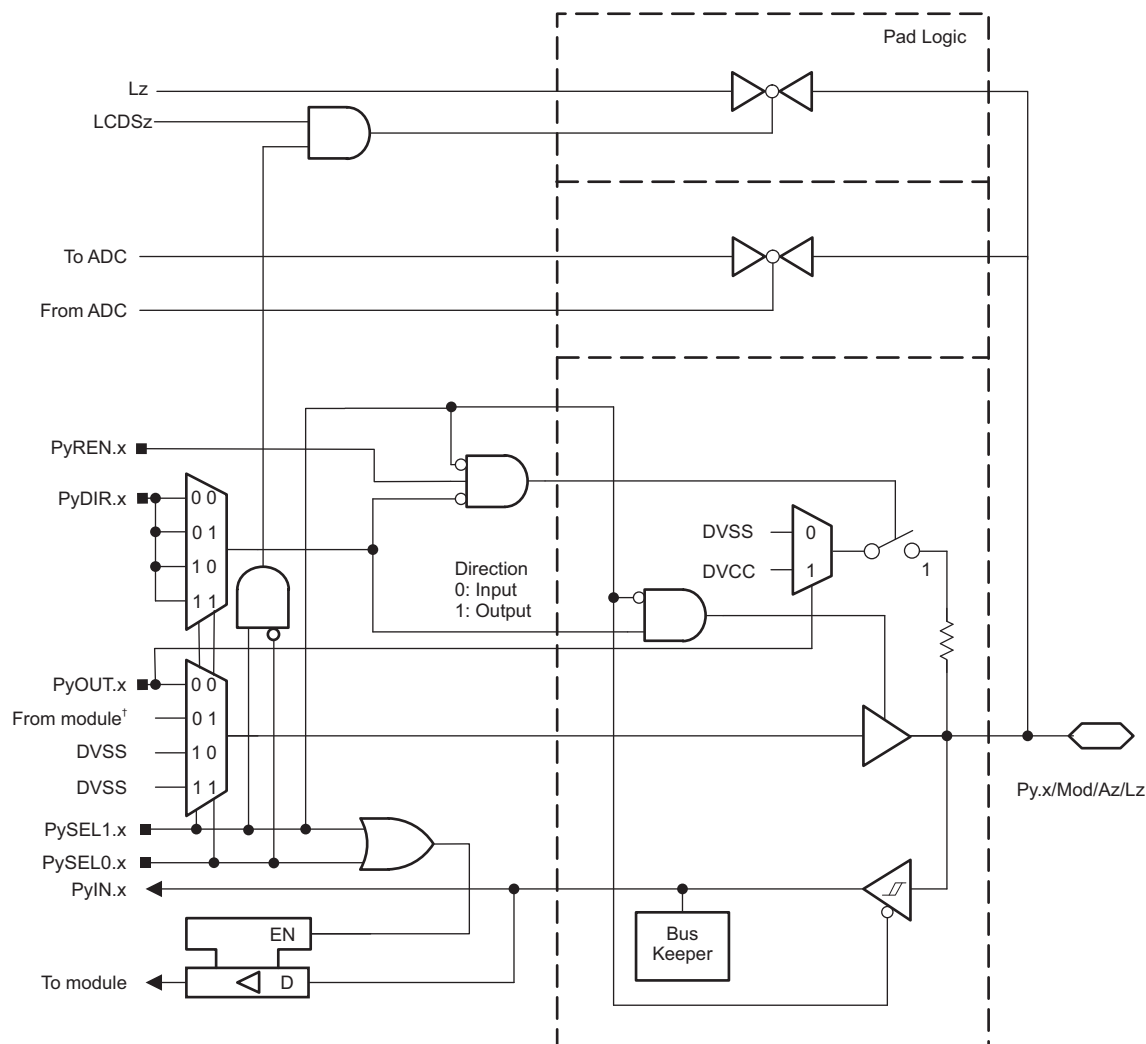 Pad Logic
Lz
LCDSz
To ADC
From ADC
PyREN.x
PyDIR.x
0 0
0 1
1 0
1 1
Direction
0: Input
1: Output
DVSS
DVCC
0
1
1
PyOUT.x
From module†
DVSS
DVSS
0 0
0 1
1 0
1 1
Py.x/Mod/Az/Lz
PySEL1.x
PySEL0.x
PyIN.x
EN
D
To module
Bus
Keeper